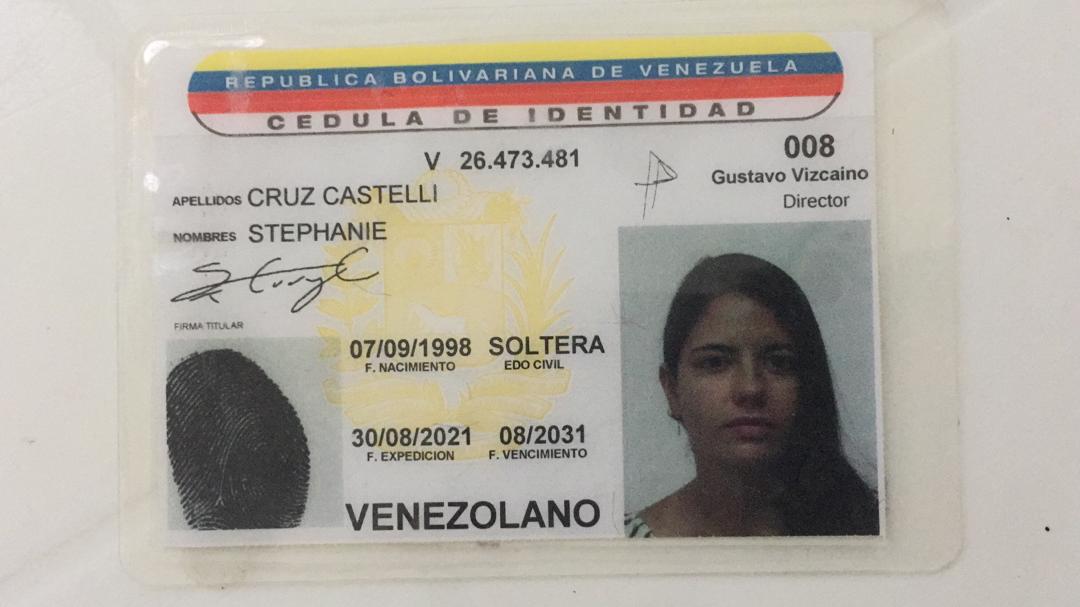 REPUBLICA BOLIVARIANA DE VENEZUELA
CEDULA DE IDENTIDAD
V 26.473.481
008
Gustavo Vizcaino
Director
APELLIDOS CRUZ CASTELLI
NOMBRES STEPHANIE
FIRMA TITULAR
07/09/1998 SOLTERA
F. NACIMIENTO EDO CIVIL
30/08/2021 08/2031
F. EXPEDICION F. VENCIMIENTO
VENEZOLANO